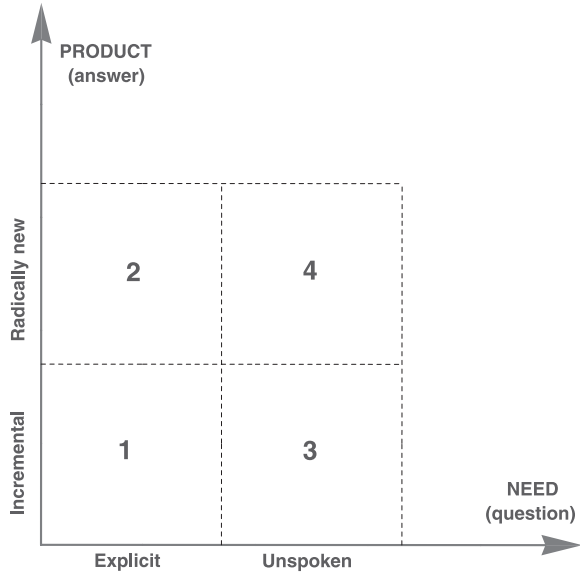 PRODUCT
(answer)
Radically new
2
4
Incremental
1
3
NEED
(question)
Explicit
Unspoken